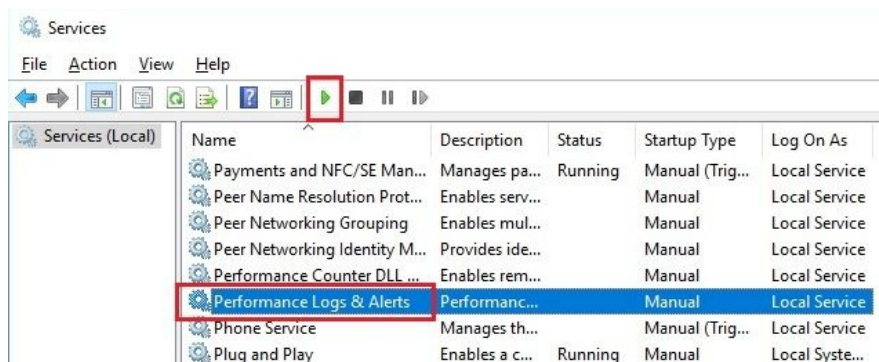 Services
File Action View Help
Services (Local)
Name Description Status Startup Type Log On As
Payments and NFC/SE Man... Manages pa... Running Manual (Trig... Local Service
Peer Name Resolution Prot... Enables serv... Manual Local Service
Peer Networking Grouping Enables mul... Manual Local Service
Peer Networking Identity M... Provides ide... Manual Local Service
Performance Counter DLL ... Enables rem... Manual Local Service
Performance Logs & Alerts Performanc... Manual Local Service
Phone Service Manages th... Manual (Trig... Local Service
Plug and Play Enables a c... Running Manual Local Syste...